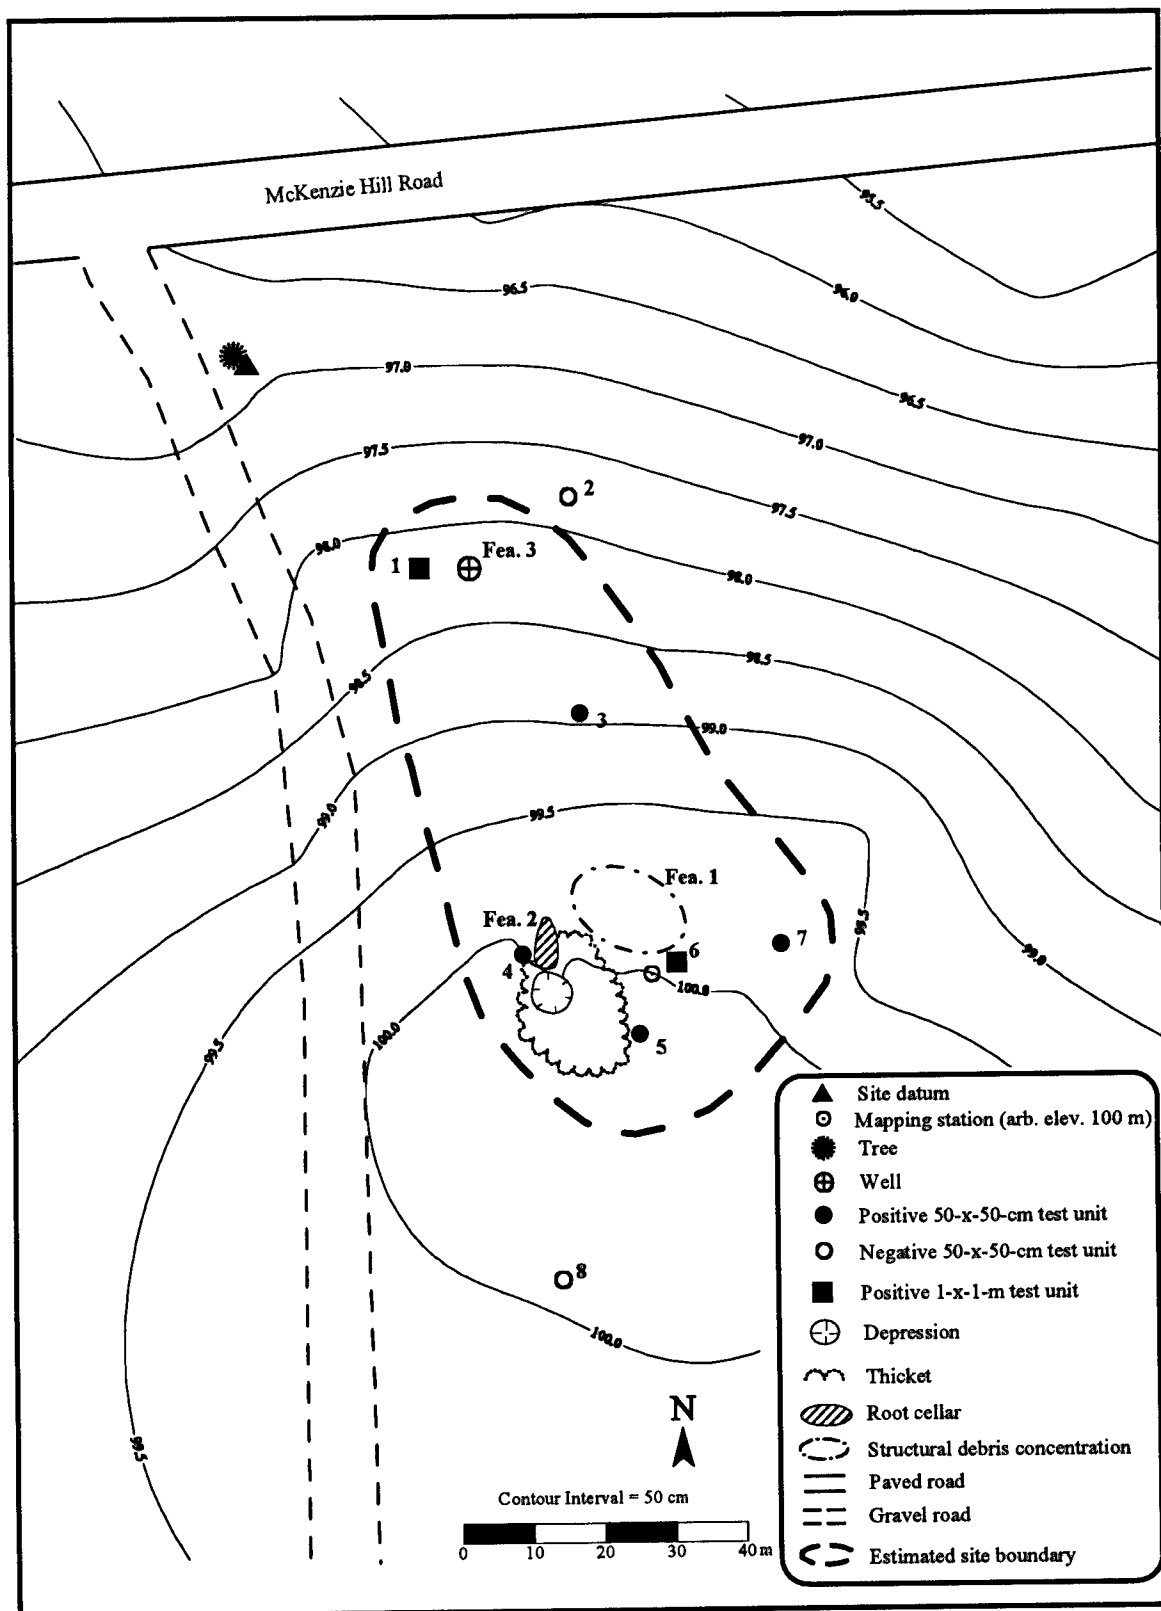 McKenzie Hill Road
95.5
96.5
96.0
97.0
96.5
97.0
97.5
97.5
2
98.0
1
Fea. 3
98.0
98.5
98.5
3
99.0
99.0
99.5
Fea. 1
Fea. 2
99.5
7
6
4
99.0
100.0
100.0
5
99.5
8
100.0
99.5
N
Contour Interval = 50 cm
0 10 20 30 40 m
Site datum
Mapping station (arb. elev. 100 m)
Tree
Well
Positive 50-x-50-cm test unit
Negative 50-x-50-cm test unit
Positive 1-x-1-m test unit
Depression
Thicket
Root cellar
Structural debris concentration
Paved road
Gravel road
Estimated site boundary